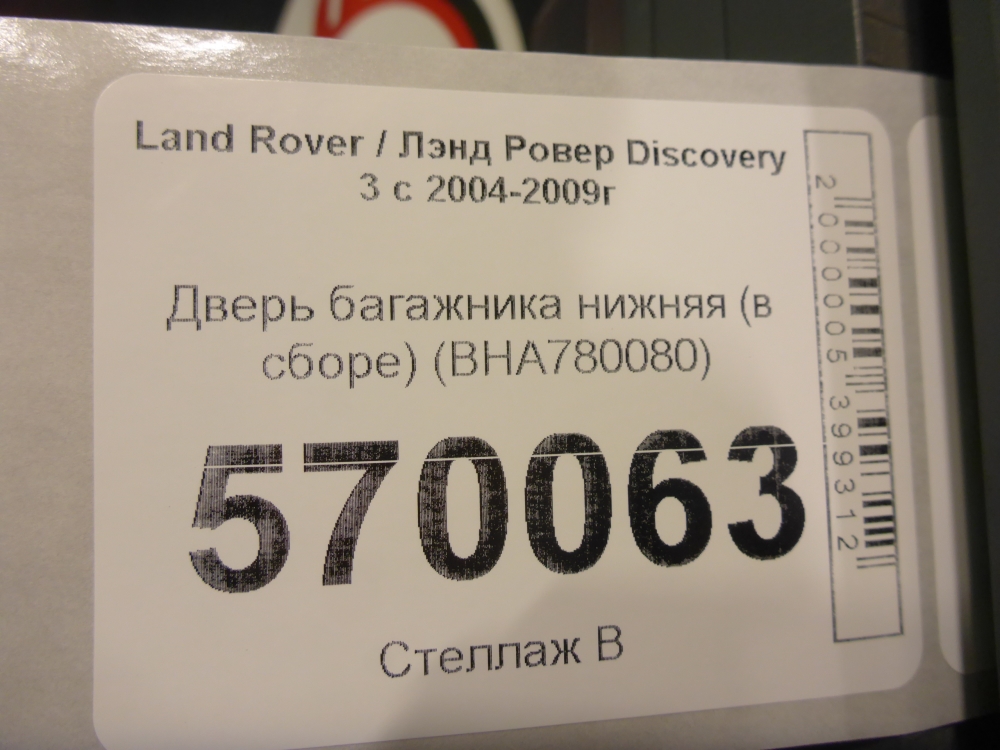 Land Rover / Лэнд Ровер Discovery
3 с 2004-2009г
Дверь багажника нижняя (в
сборе) (BHA780080)
570063
Стеллаж В
2000005399312